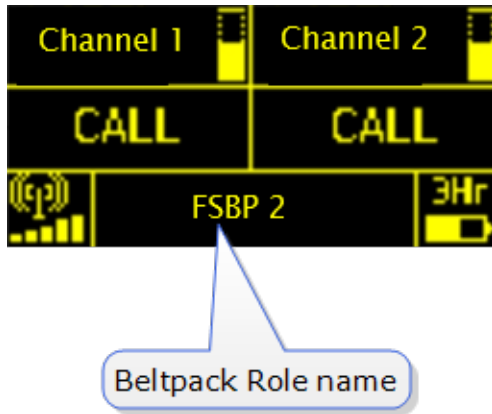 Channel 1
Channel 2
CALL
CALL
FSBP 2
3Hr
Beltpack Role name